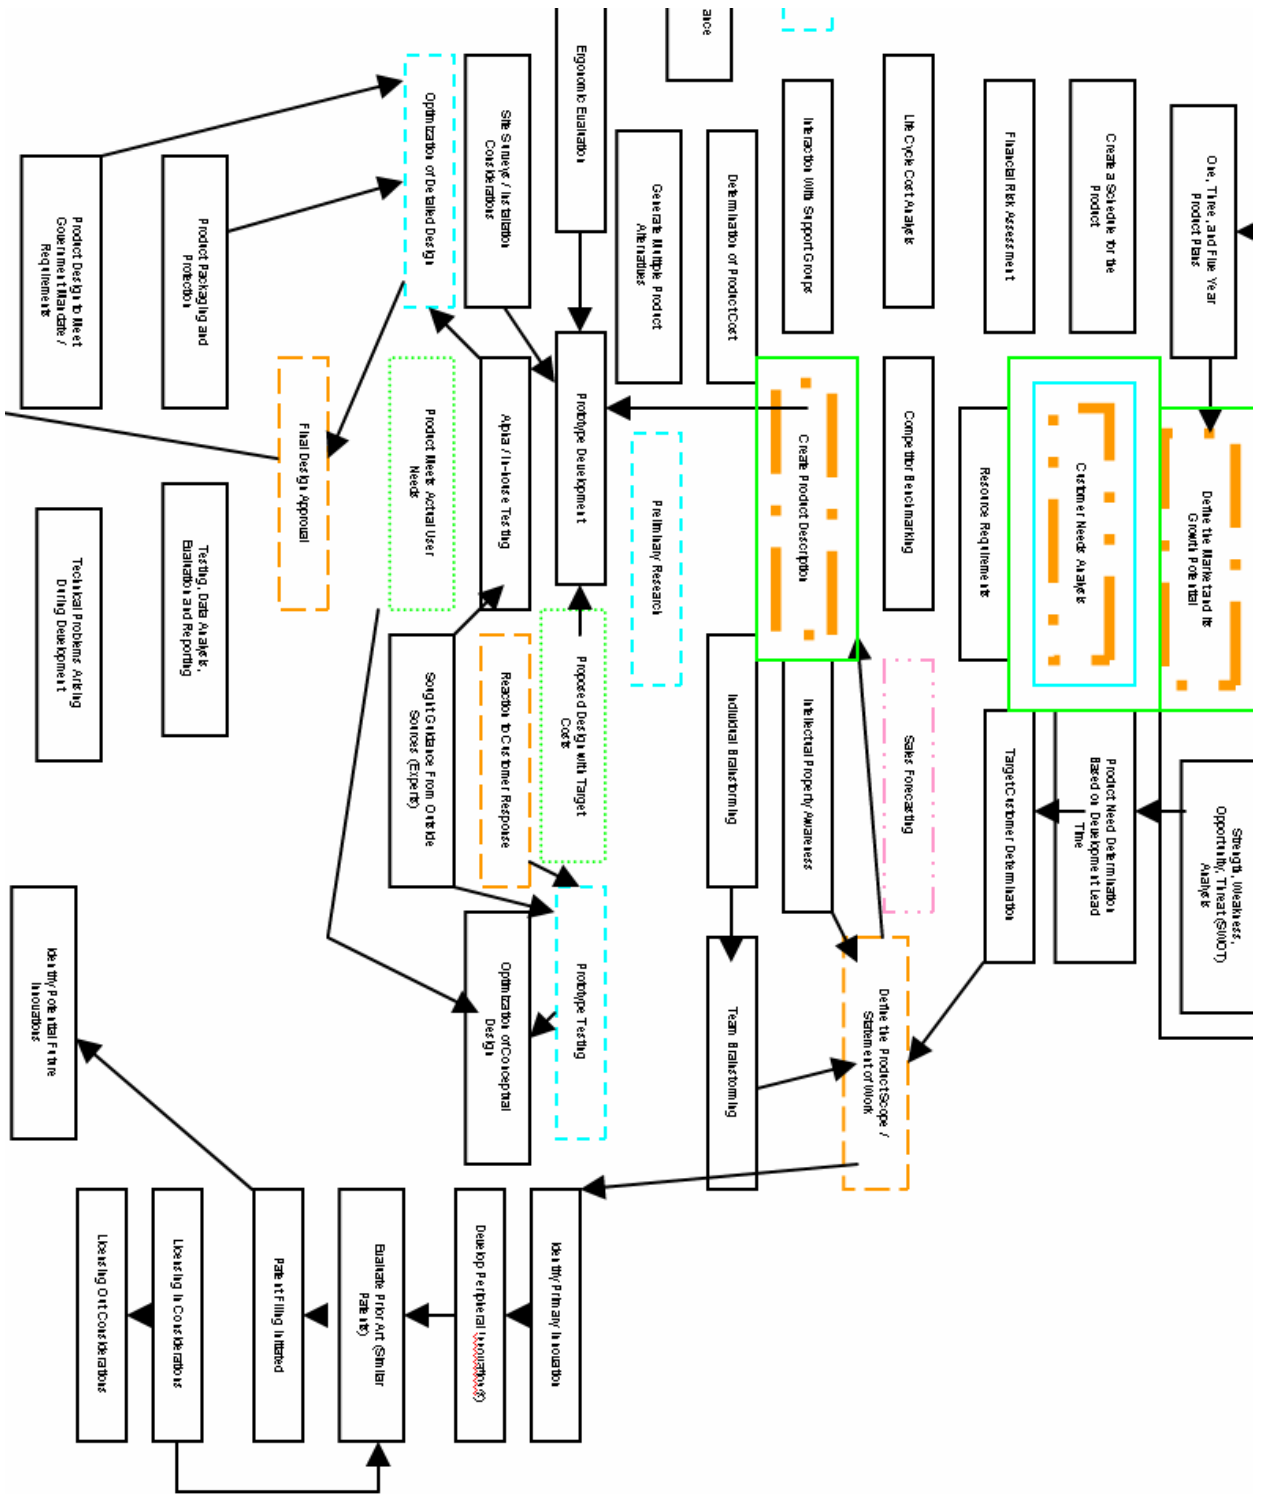 ance
One, Three, and Five Year
Product Plans
Create a Schedule for the
Product
Financial Risk Assessment
Life Cycle Cost Analysis
Interaction With Support Groups
Determination of Product Cost
Generate Multiple Product
Alternatives
Ergonomic Evaluation
Site Surveys / Installation
Considerations
Optimization of Detailed Design
Product Packaging and
Protection
Product Design to Meet
Government Mandate /
Requirements
Define the Market and Its
Growth Potential
Customer Needs Analysis
Resource Requirements
Competitor Benchmarking
Create Product Description
Preliminary Research
Prototype Development
Alpha / In-house Testing
Product Meets Actual User
Needs
Final Design Approval
Testing, Data Analysis,
Evaluation and Reporting
Technical Problems Arising
During Development
Strength, Weakness,
Opportunity, Threat (SWOT)
Analysis
Product Need Determination
Based on Development Lead
Time
Target Customer Determination
Sales Forecasting
Intellectual Property Awareness
Individual Brainstorming
Proposed Design with Target
Costs
Reaction to Customer Response
Sought Guidance From Outside
Sources (Experts)
Define the Product Scope /
Statement of Work
Team Brainstorming
Prototype Testing
Optimization of Conceptual
Design
Identify Potential Future
Innovations
Identify Primary Innovation
Develop Peripheral Innovation(s)
Evaluate Prior Art (Similar
Patents)
Patent Filing Initiated
Licensing In Considerations
Licensing Out Considerations